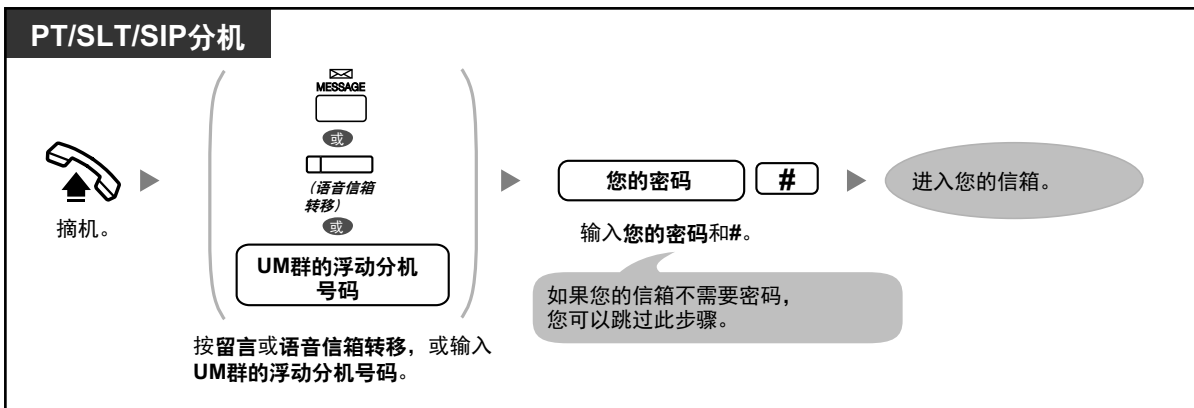 PT/SLT/SIP分机
摘机。
MESSAGE
或
（语音信箱
转移）
或
UM群的浮动分机
号码
按留言或语音信箱转移，或输入
UM群的浮动分机号码。
您的密码
#
输入您的密码和#。
如果您的信箱不需要密码，
您可以跳过此步骤。
进入您的信箱。